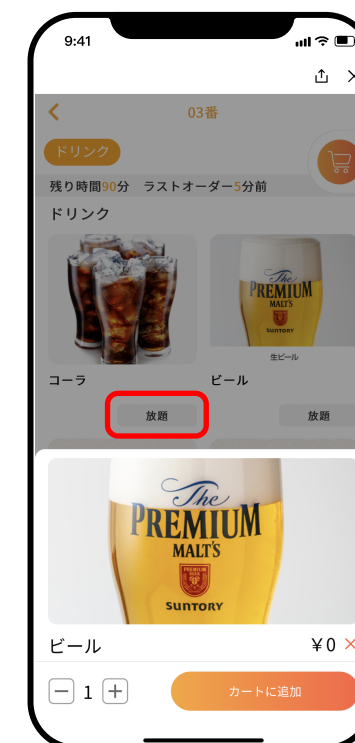 9:41
03番
ドリンク
残り時間90分 ラストオーダー5分前
ドリンク
The
PREMIUM
MALT'S
SUNTORY
生ビール
コーラ
ビール
放題
放題
The
PREMIUM
MALT'S
PREMIUM
SUNTORY
ビール
￥0 ×
− 1 +
カートに追加